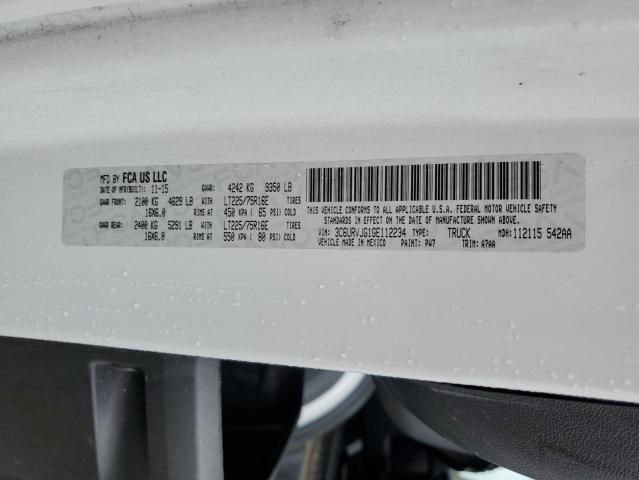 MFD BY FCA US LLC
DATE OF MFR(BUILT): 11-15 GVWR: 4242 KG 9350 LB
GAWR FRONT: 2100 KG 4629 LB WITH LT225/75R16E
16X6.0 RIMS AT 450 KPA ( 65 PSI) COLD
GAWR REAR: 2400 KG 5291 LB WITH LT225/75R16E
16X6.0 RIMS AT 550 KPA ( 80 PSI) COLD
THIS VEHICLE CONFORMS TO ALL APPLICABLE U.S.A. FEDERAL MOTOR VEHICLE SAFETY
STANDARDS IN EFFECT ON THE DATE OF MANUFACTURE SHOWN ABOVE.
VIN: 3C6URVJG1GE112234 TYPE: TRUCK MDH: 112115 542AA
MADE IN MEXICO PAINT: PW7 TRIM: A7AA